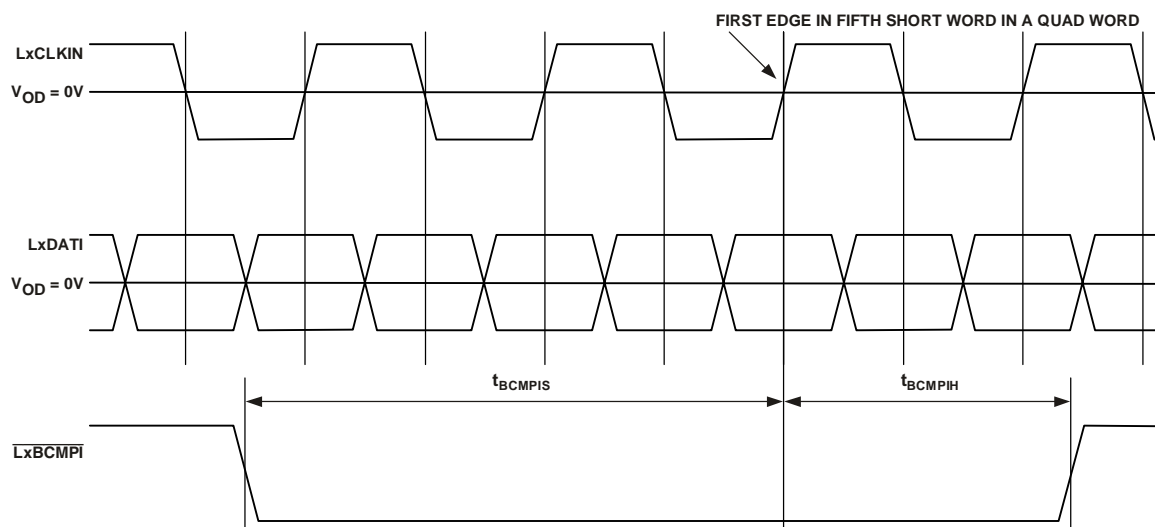 FIRST EDGE IN FIFTH SHORT WORD IN A QUAD WORD
LxCLKIN
VOD = 0V
LxDATI
VOD = 0V
tBCMPIS
tBCMPIH
LxBCMPI